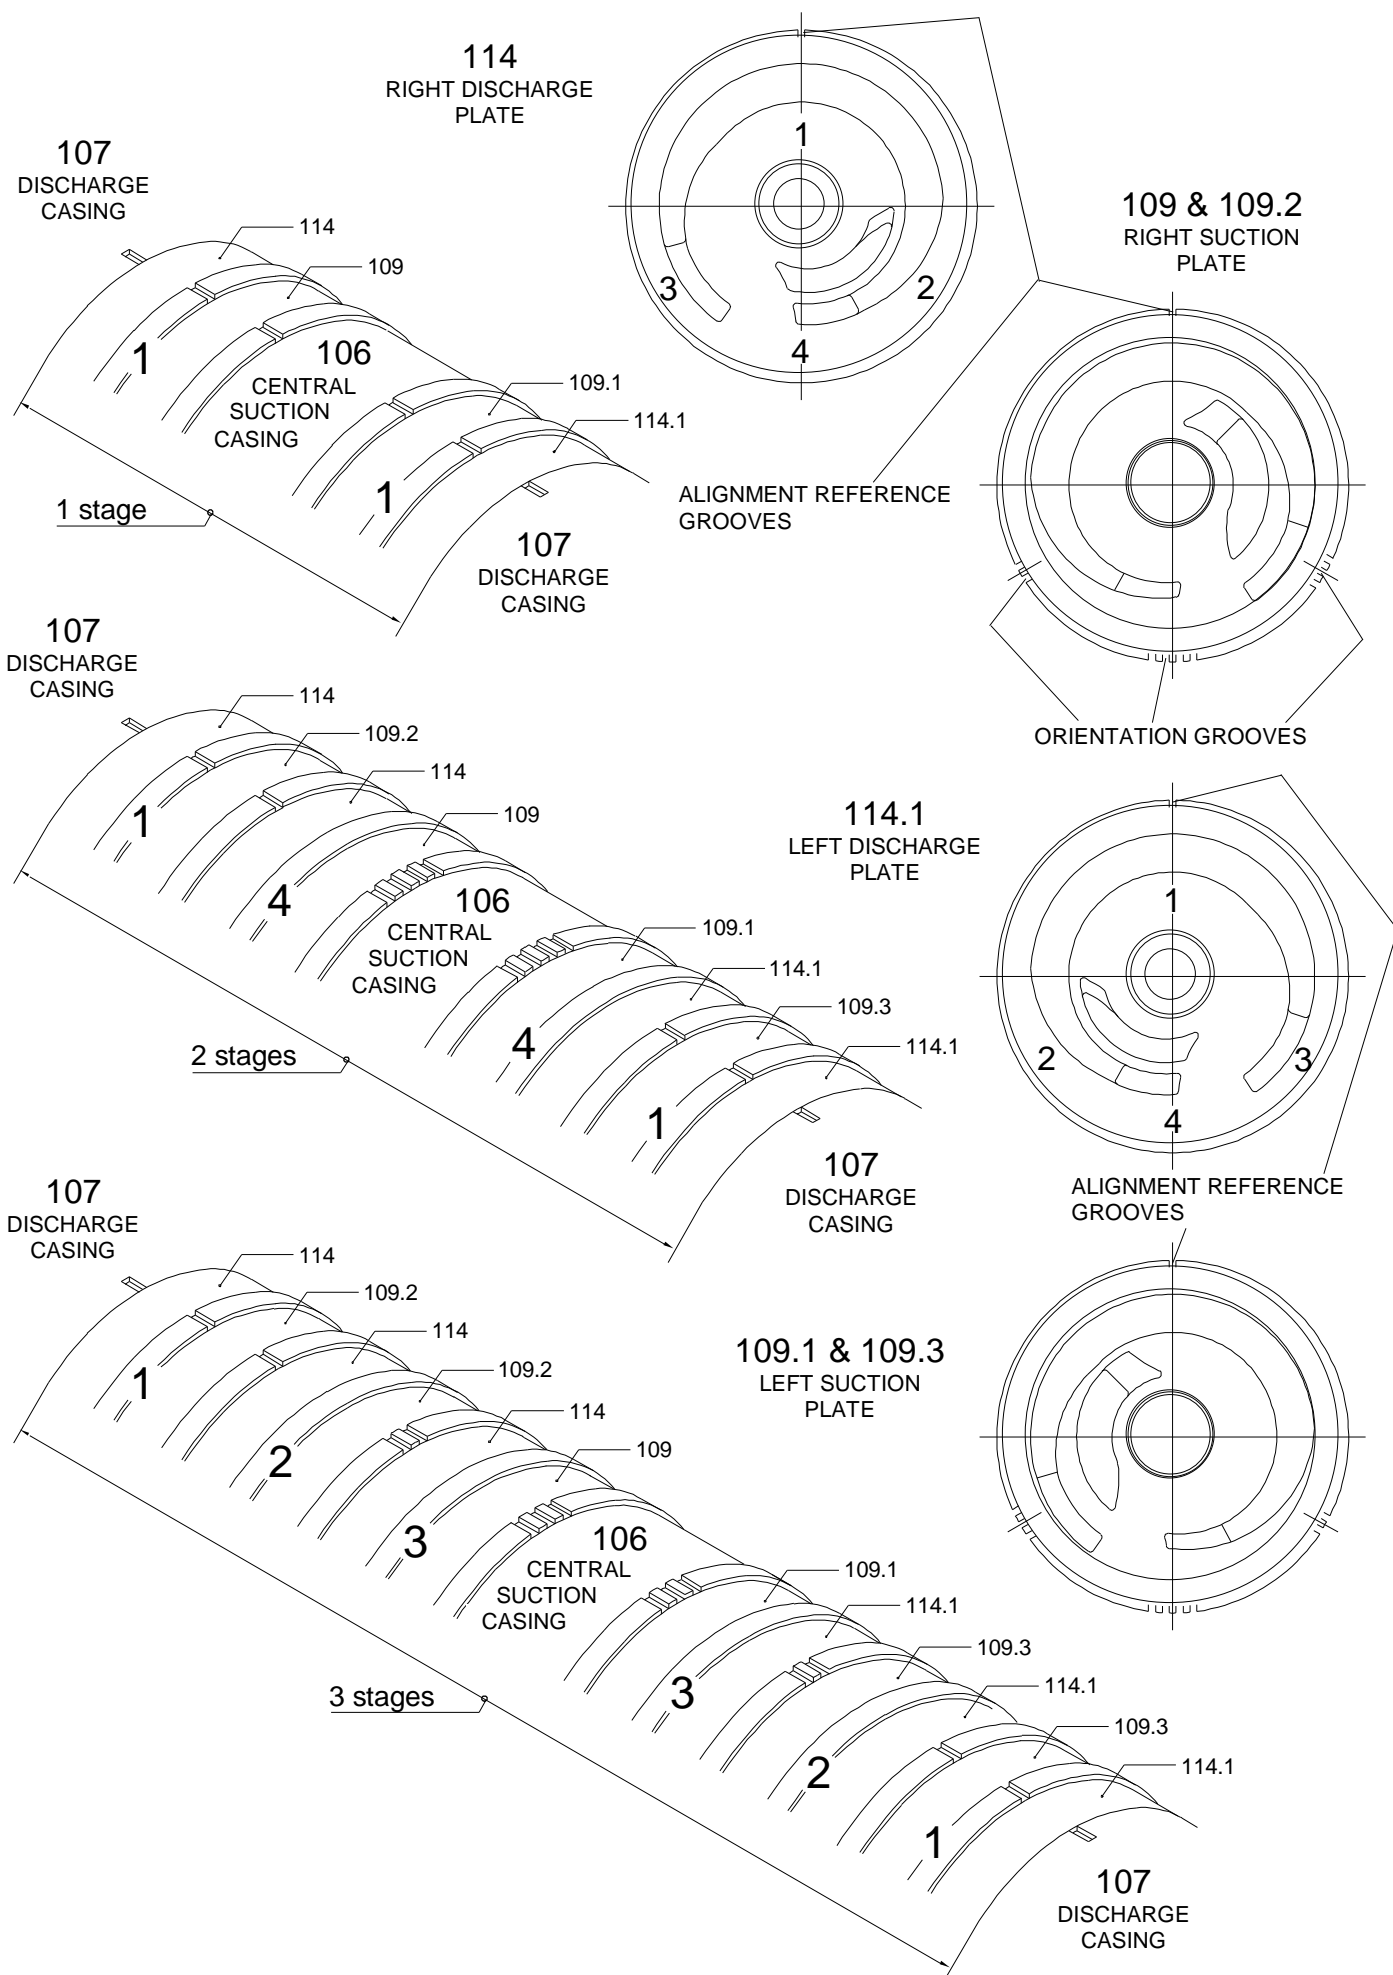 114
RIGHT DISCHARGE
PLATE
1
2
3
4
107
DISCHARGE
CASING
114
109
1
106
CENTRAL
SUCTION
CASING
109.1
114.1
1
1 stage
107
DISCHARGE
CASING
ALIGNMENT REFERENCE
GROOVES
109 & 109.2
RIGHT SUCTION
PLATE
ORIENTATION GROOVES
107
DISCHARGE
CASING
114
109.2
114
109
1
4
106
CENTRAL
SUCTION
CASING
109.1
114.1
109.3
114.1
4
1
2 stages
107
DISCHARGE
CASING
114.1
LEFT DISCHARGE
PLATE
1
2
3
4
ALIGNMENT REFERENCE
GROOVES
107
DISCHARGE
CASING
114
109.2
114
109.2
114
109
1
2
3
106
CENTRAL
SUCTION
CASING
109.1
114.1
109.3
114.1
109.3
114.1
3
2
1
3 stages
107
DISCHARGE
CASING
109.1 & 109.3
LEFT SUCTION
PLATE